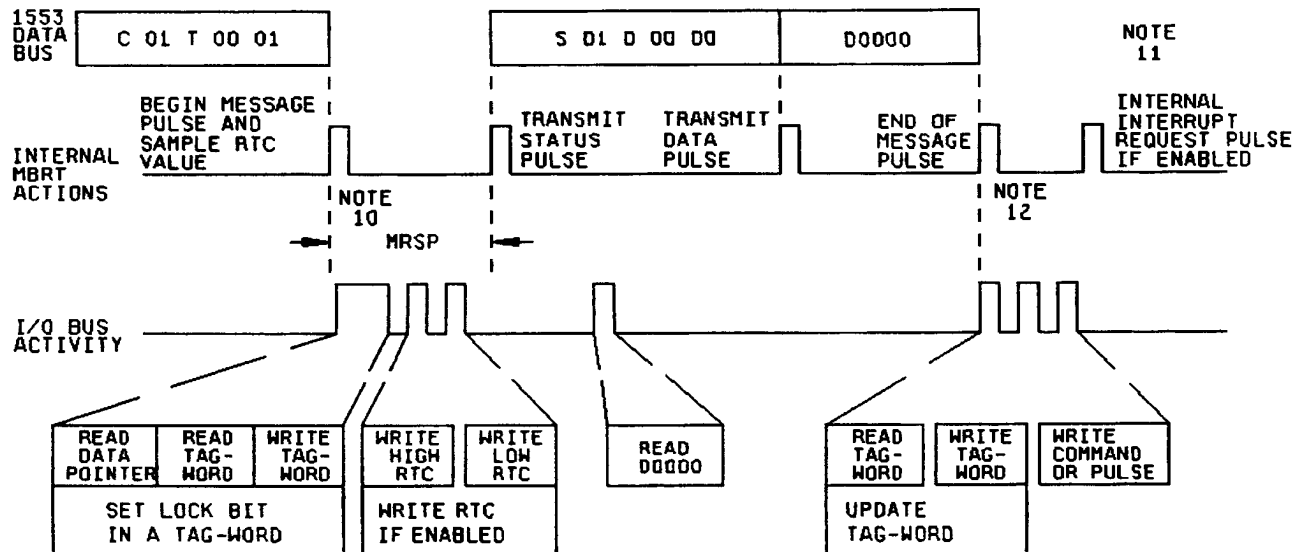 1553
DATA
BUS
C 01 T 00 01
S 01 D 00 00
D0000
NOTE
11
BEGIN MESSAGE
PULSE AND
SAMPLE RTC
VALUE
TRANSMIT
STATUS
PULSE
TRANSMIT
DATA
PULSE
END OF
MESSAGE
PULSE
INTERNAL
INTERRUPT
REQUEST PULSE
IF ENABLED
INTERNAL
MBRT
ACTIONS
NOTE
10
NOTE
12
MRSP
I/O BUS
ACTIVITY
READ
DATA
POINTER
READ
TAG-
WORD
WRITE
TAG-
WORD
SET LOCK BIT
IN A TAG-WORD
WRITE
HIGH
RTC
WRITE
LOW
RTC
WRITE RTC
IF ENABLED
READ
D0000
READ
TAG-
WORD
WRITE
TAG-
WORD
UPDATE
TAG-WORD
WRITE
COMMAND
OR PULSE